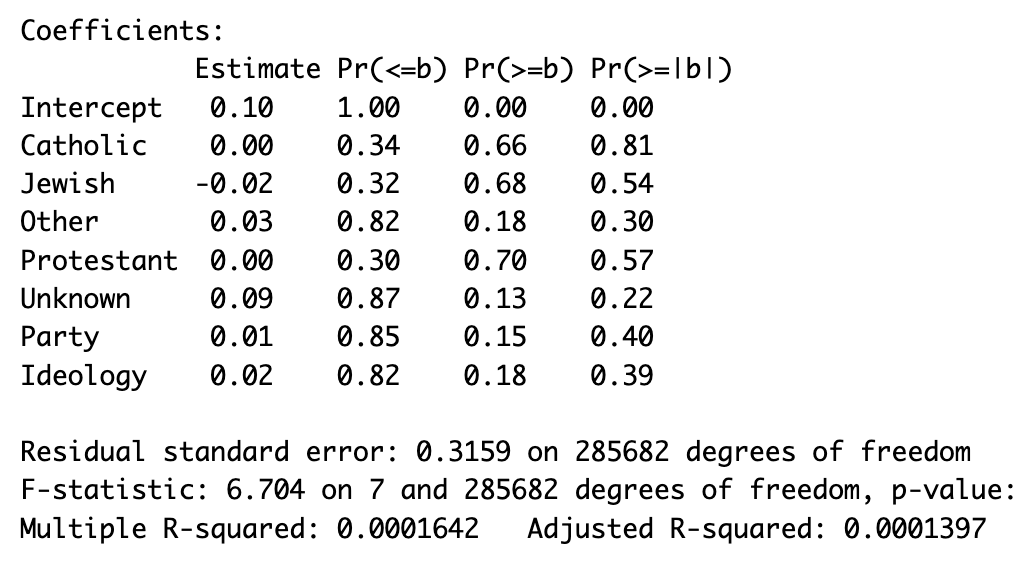 Coefficients:
Estimate Pr(<=b) Pr(>=b) Pr(>=|b|)
Intercept 0.10 1.00 0.00 0.00
Catholic 0.00 0.34 0.66 0.81
Jewish -0.02 0.32 0.68 0.54
Other 0.03 0.82 0.18 0.30
Protestant 0.00 0.30 0.70 0.57
Unknown 0.09 0.87 0.13 0.22
Party 0.01 0.85 0.15 0.40
Ideology 0.02 0.82 0.18 0.39
Residual standard error: 0.3159 on 285682 degrees of freedom
F-statistic: 6.704 on 7 and 285682 degrees of freedom, p-value:
Multiple R-squared: 0.0001642 Adjusted R-squared: 0.0001397